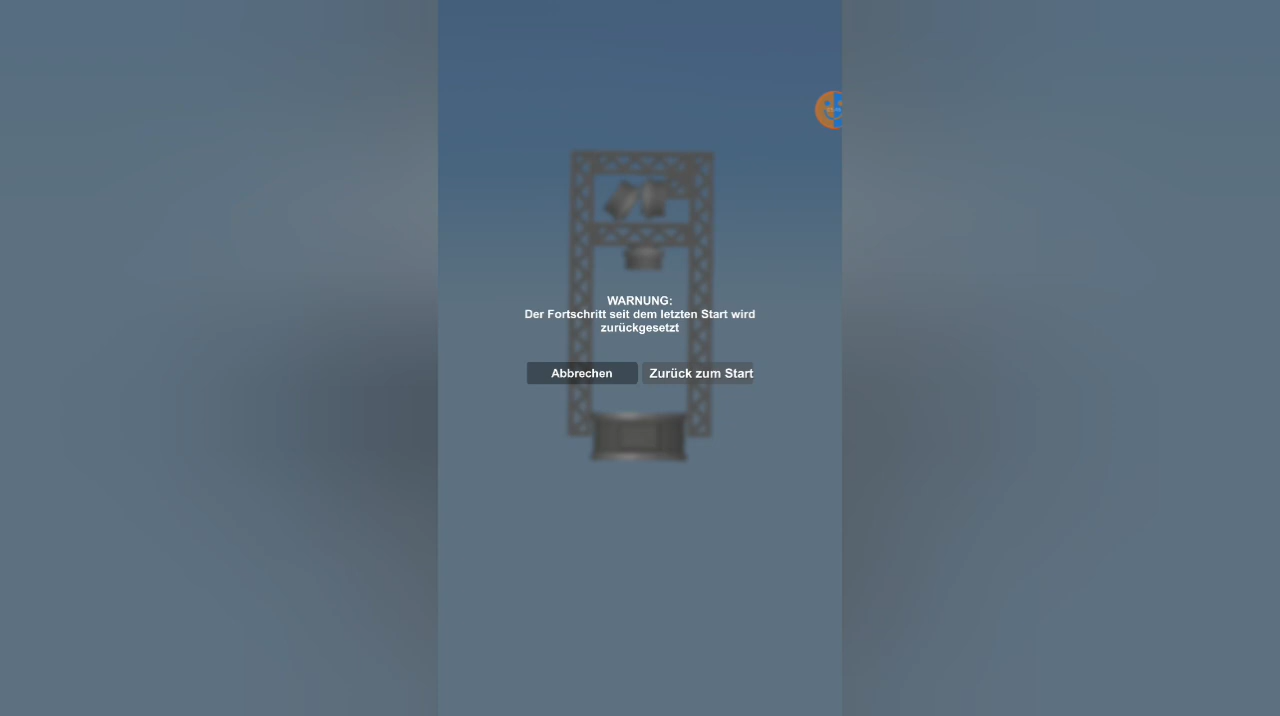 WARNUNG:
Der Fortschritt seit dem letzten Start wird
zurückgesetzt
Abbrechen
Zurück zum Start